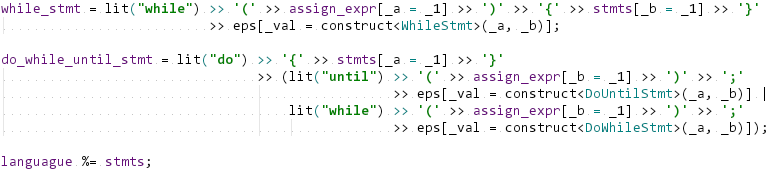 while_stmt = lit("while") >> '(' >> assign_expr[_a = _1] >> ')' >> '{' >> stmts[_b = _1] >> '}'
>> eps[_val = construct<WhileStmt>(_a, _b)];
do_while_until_stmt = lit("do") >> '{' >> stmts[_a = _1] >> '}'
>> (lit("until") >> '(' >> assign_expr[_b = _1] >> ')' >> ';'
>> eps[_val = construct<DoUntilStmt>(_a, _b)] |
lit("while") >> '(' >> assign_expr[_b = _1] >> ')' >> ';'
>> eps[_val = construct<DoWhileStmt>(_a, _b)]);
languague %= stmts;